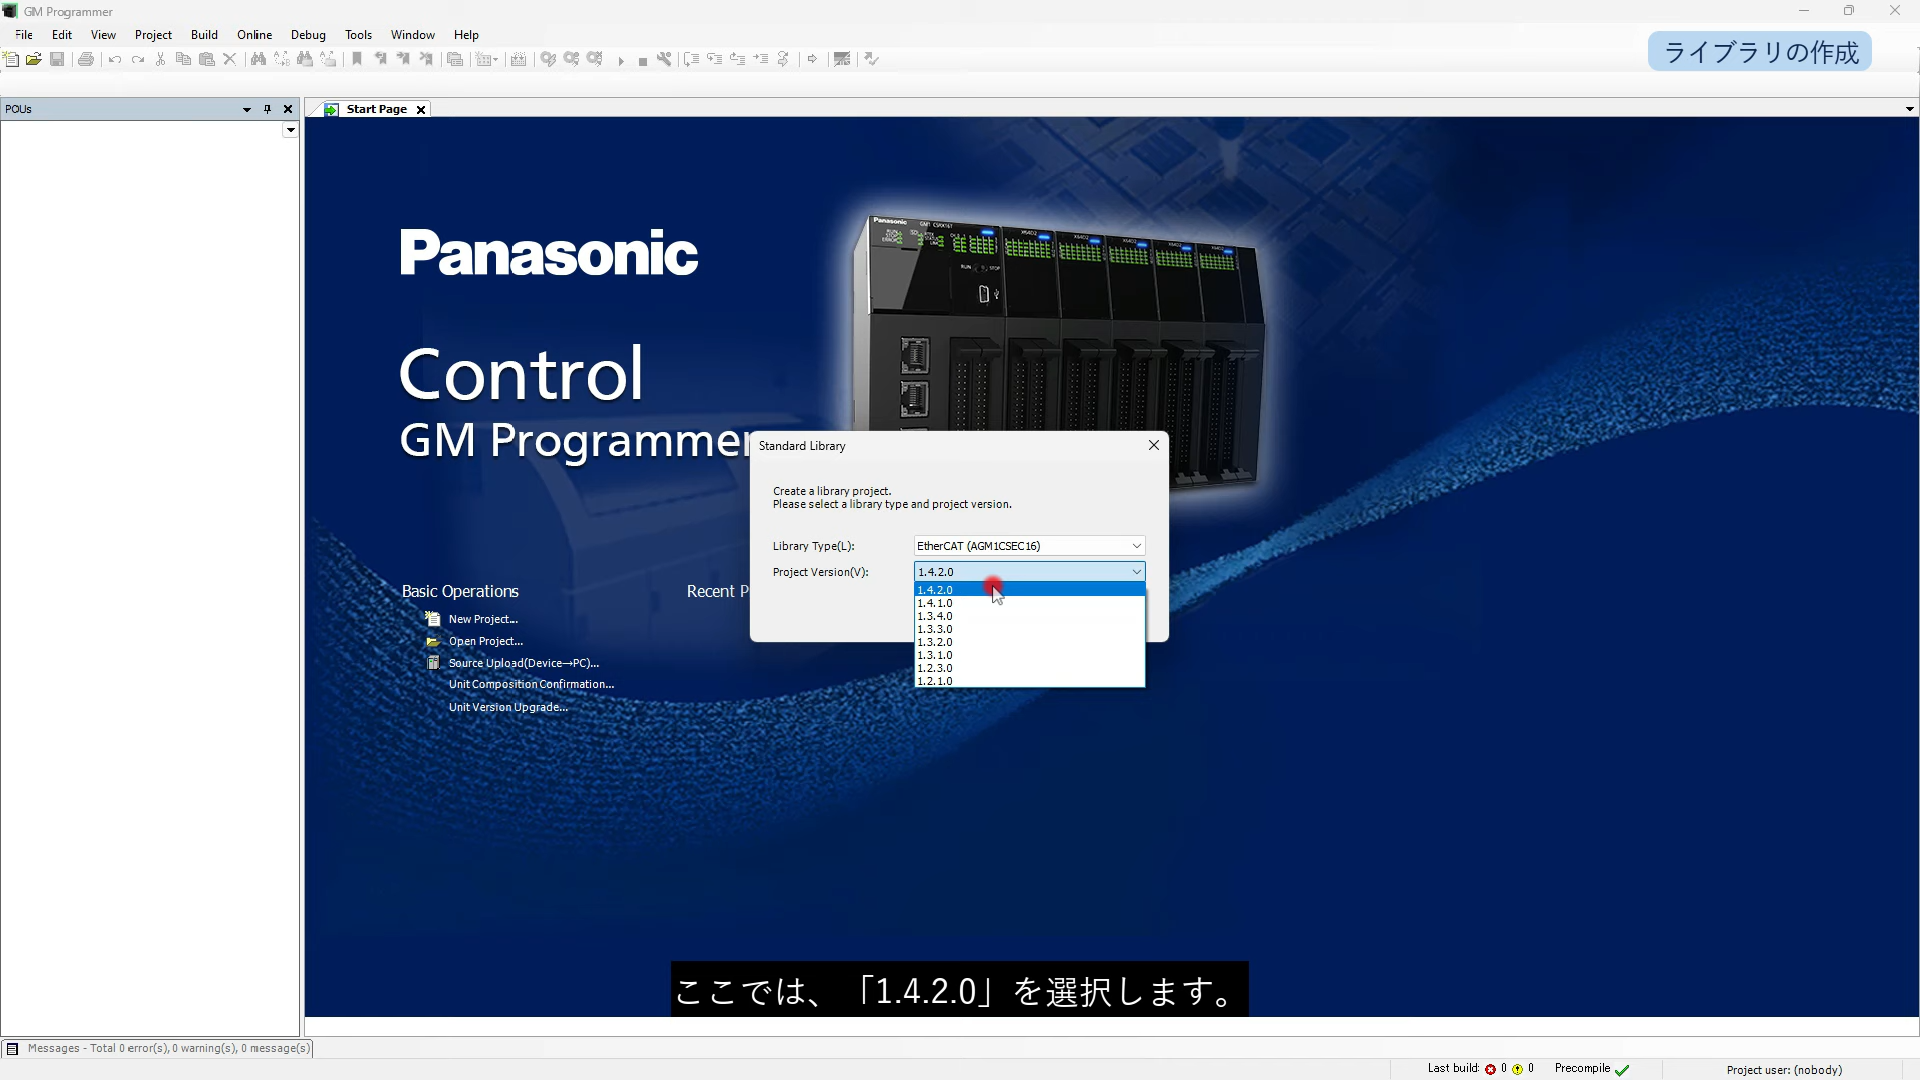 GM Programmer
File Edit View Project Build Online Debug Tools Window Help
ライブラリの作成
POUs
Start Page
Panasonic
Control
GM Programmer
Panasonic
RUN STOP
Standard Library
Create a library project.
Please select a library type and project version.
Library Type(L): EtherCAT (AGM1CSEC16)
Project Version(V): 1.4.2.0
1.4.2.0
1.4.1.0
1.3.4.0
1.3.3.0
1.3.2.0
1.3.1.0
1.2.3.0
1.2.1.0
Basic Operations
Recent P
New Project...
Open Project...
Source Upload(Device→PC)...
Unit Composition Confirmation...
Unit Version Upgrade...
ここでは、「1.4.2.0」を選択します。
Messages - Total 0 error(s), 0 warning(s), 0 message(s)
Last build: 0 0 Precompile Project user: (nobody)